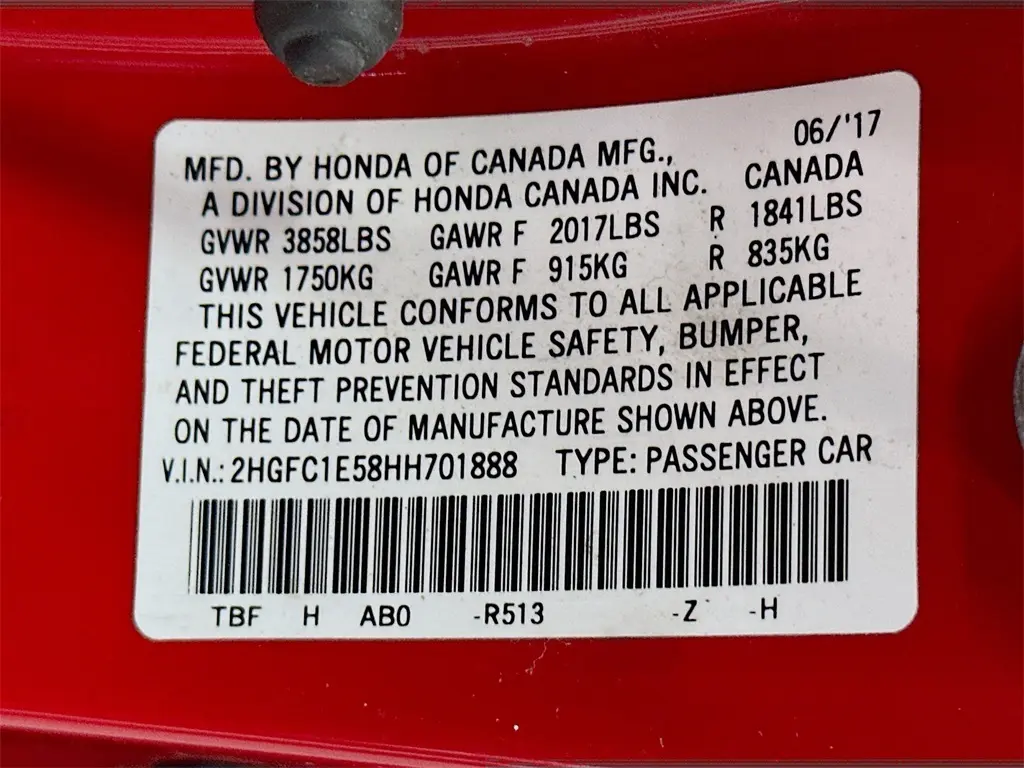 06/'17
MFD. BY HONDA OF CANADA MFG.,
A DIVISION OF HONDA CANADA INC. CANADA
GVWR 3858LBS GAWR F 2017LBS R 1841LBS
GVWR 1750KG GAWR F 915KG R 835KG
THIS VEHICLE CONFORMS TO ALL APPLICABLE
FEDERAL MOTOR VEHICLE SAFETY, BUMPER,
AND THEFT PREVENTION STANDARDS IN EFFECT
ON THE DATE OF MANUFACTURE SHOWN ABOVE.
V.I.N.: 2HGFC1E58HH701888 TYPE: PASSENGER CAR
TBF H AB0 -R513 -Z -H